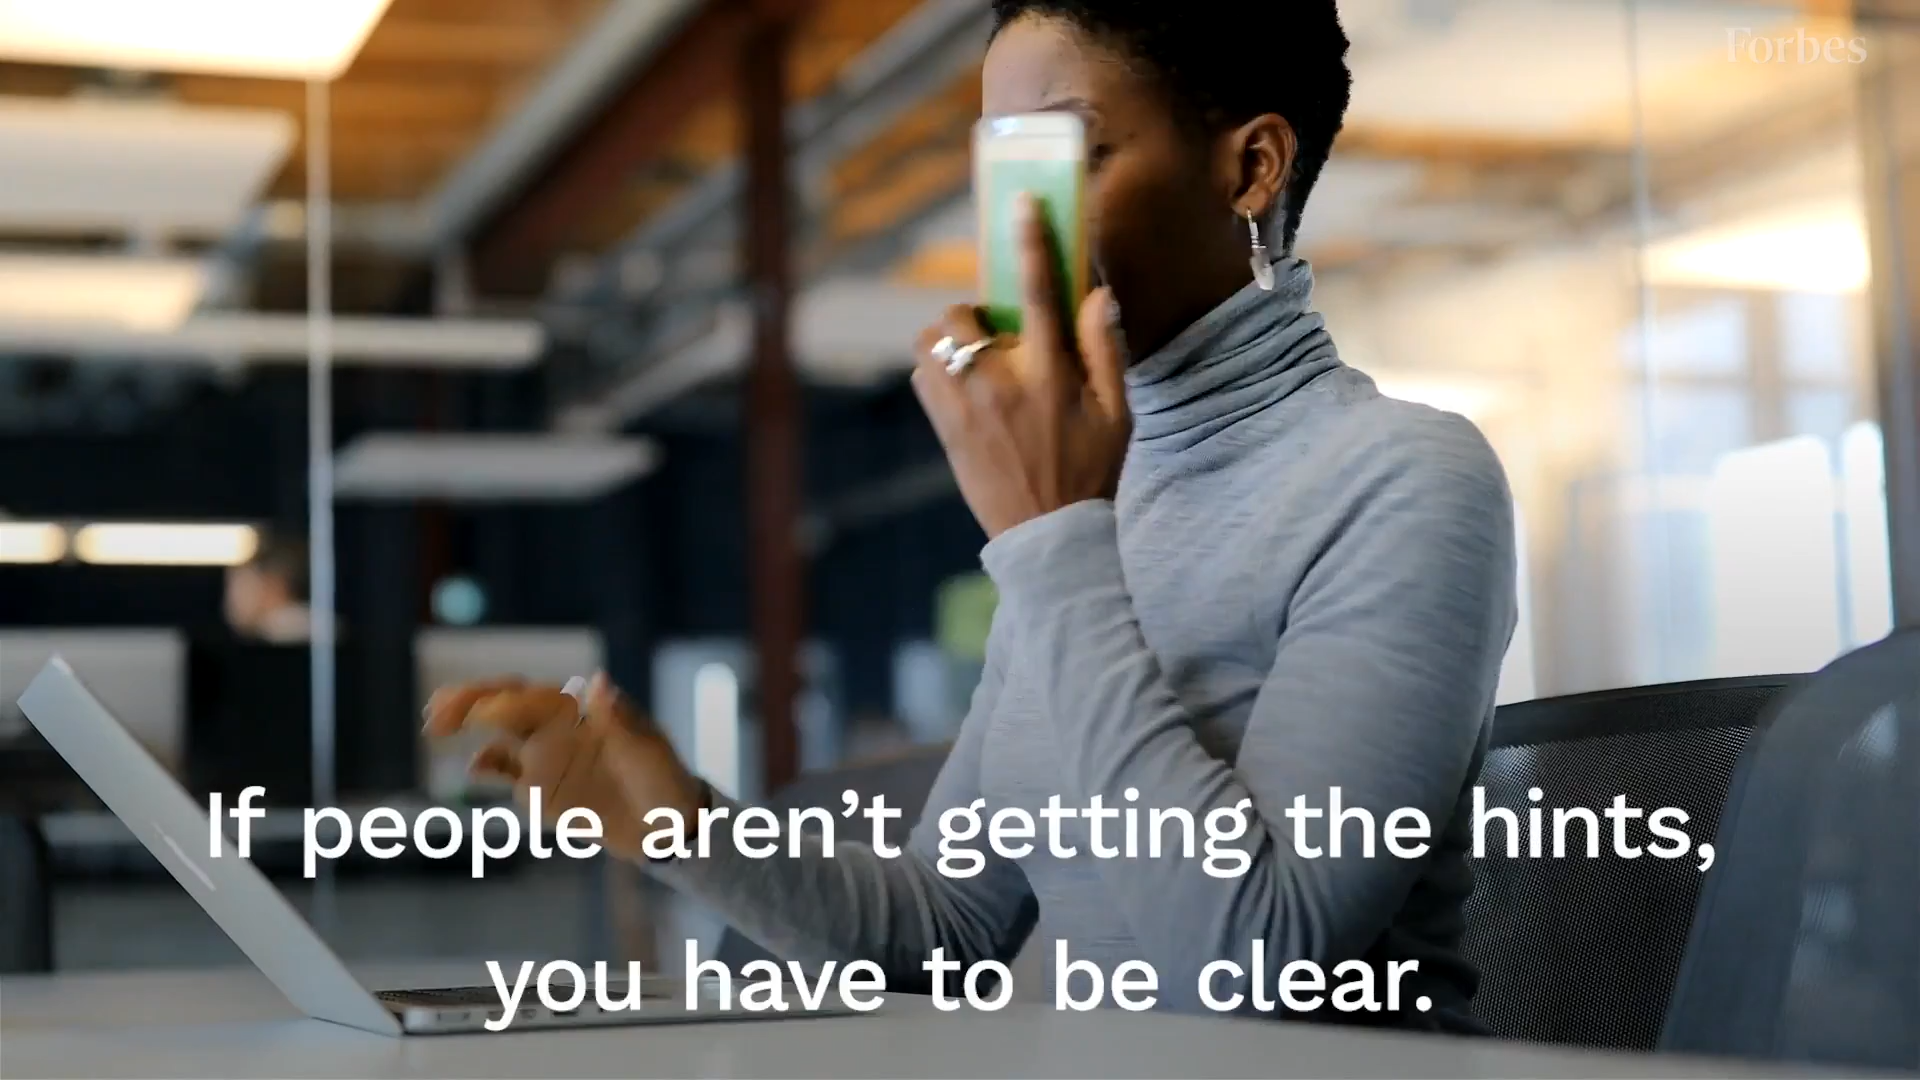 Forbes
If people aren’t getting the hints,
you have to be clear.